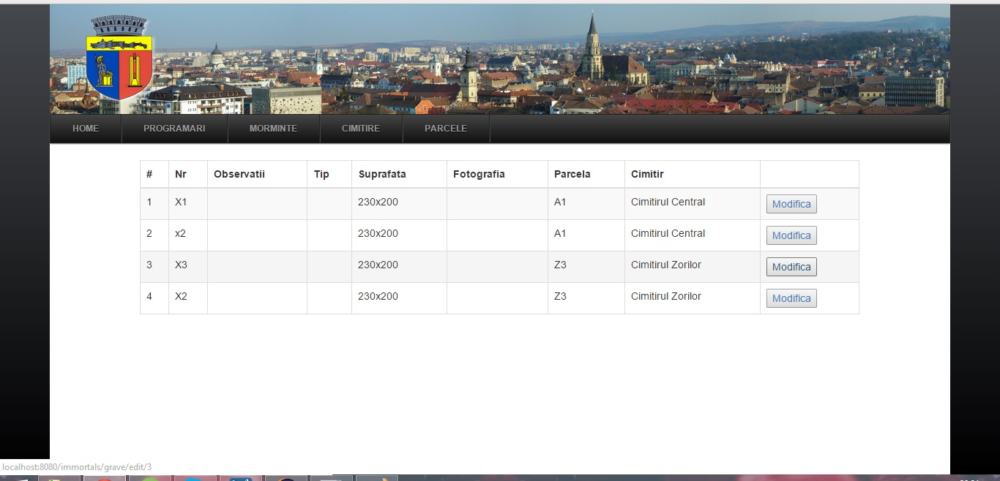 HOME PROGRAMARI MORMINTE CIMITIRE PARCELE
# Nr Observatii Tip Suprafata Fotografia Parcela Cimitir
1 X1 230x200 A1 Cimitirul Central Modifica
2 x2 230x200 A1 Cimitirul Central Modifica
3 X3 230x200 Z3 Cimitirul Zorilor Modifica
4 X2 230x200 Z3 Cimitirul Zorilor Modifica
localhost:8080/immortals/grave/edit/3